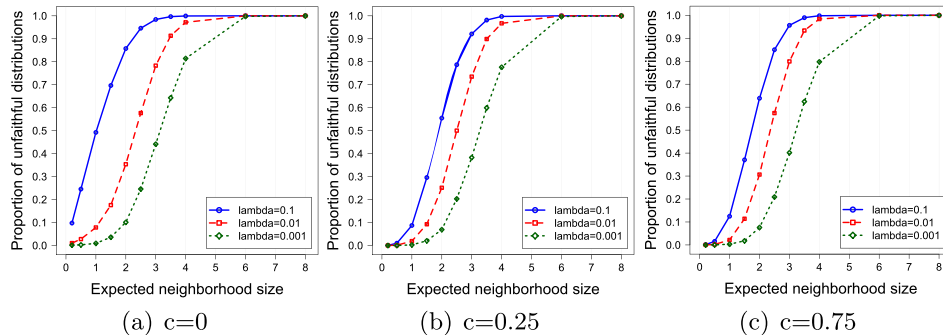 Proportion of unfaithful distributions
1.0
0.9
0.8
0.7
0.6
0.5
0.4
0.3
0.2
0.1
0.0
lambda=0.1
lambda=0.01
lambda=0.001
0 1 2 3 4 5 6 7 8
Expected neighborhood size
(a) c=0
Proportion of unfaithful distributions
1.0
0.9
0.8
0.7
0.6
0.5
0.4
0.3
0.2
0.1
0.0
lambda=0.1
lambda=0.01
lambda=0.001
0 1 2 3 4 5 6 7 8
Expected neighborhood size
(b) c=0.25
Proportion of unfaithful distributions
1.0
0.9
0.8
0.7
0.6
0.5
0.4
0.3
0.2
0.1
0.0
lambda=0.1
lambda=0.01
lambda=0.001
0 1 2 3 4 5 6 7 8
Expected neighborhood size
(c) c=0.75